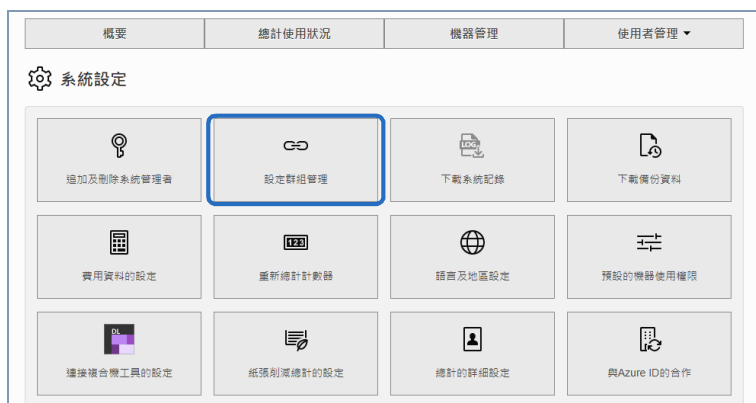 概要 總計使用狀況 機器管理 使用者管理 ▼
系統設定
追加及刪除系統管理者 設定群組管理 LOG 下載系統記錄 下載備份資料
123
費用資料的設定 重新總計計數器 語言及地區設定 預設的機器使用權限
DL
連接複合機工具的設定 紙張削減總計的設定 總計的詳細設定 與Azure ID的合作